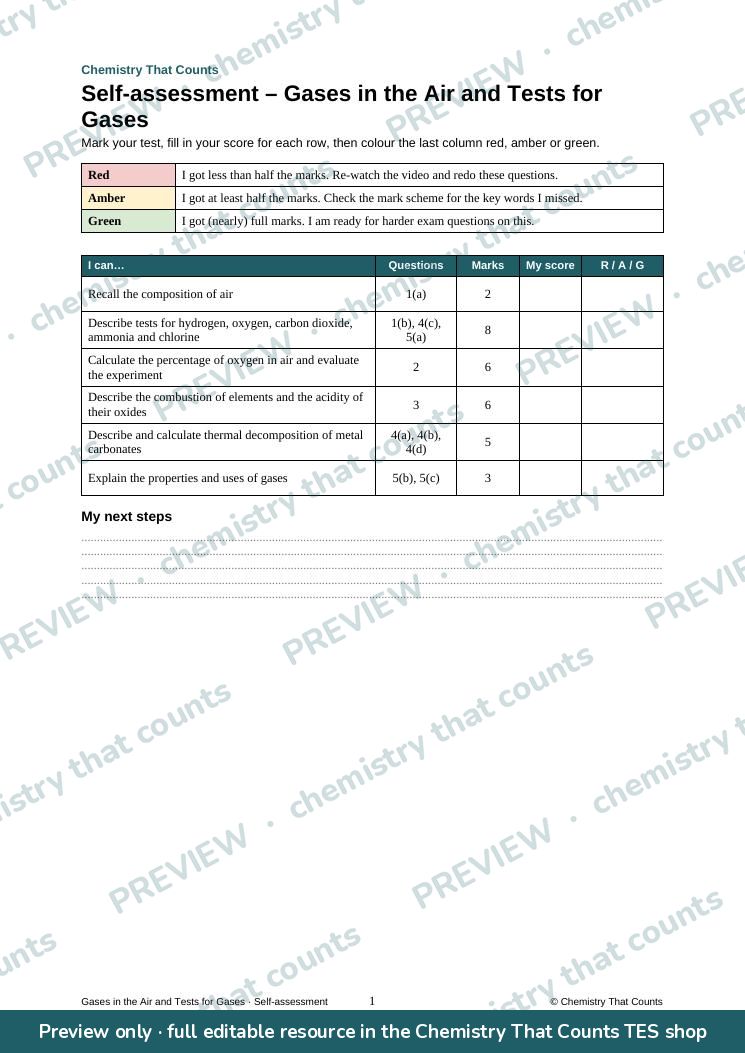 Chemistry That Counts
Self-assessment – Gases in the Air and Tests for
Gases
Mark your test, fill in your score for each row, then colour the last column red, amber or green.
Red I got less than half the marks. Re-watch the video and redo these questions.
Amber I got at least half the marks. Check the mark scheme for the key words I missed.
Green I got (nearly) full marks. I am ready for harder exam questions on this.
I can… Questions Marks My score R / A / G
Recall the composition of air 1(a) 2
Describe tests for hydrogen, oxygen, carbon dioxide,
ammonia and chlorine
1(b), 4(c),
5(a)
8
Calculate the percentage of oxygen in air and evaluate
the experiment
2 6
Describe the combustion of elements and the acidity of
their oxides
3 6
Describe and calculate thermal decomposition of metal
carbonates
4(a), 4(b),
4(d)
5
Explain the properties and uses of gases 5(b), 5(c) 3
My next steps
Gases in the Air and Tests for Gases · Self-assessment 1 © Chemistry That Counts
Preview only · full editable resource in the Chemistry That Counts TES shop
PREVIEW · chemistry that counts